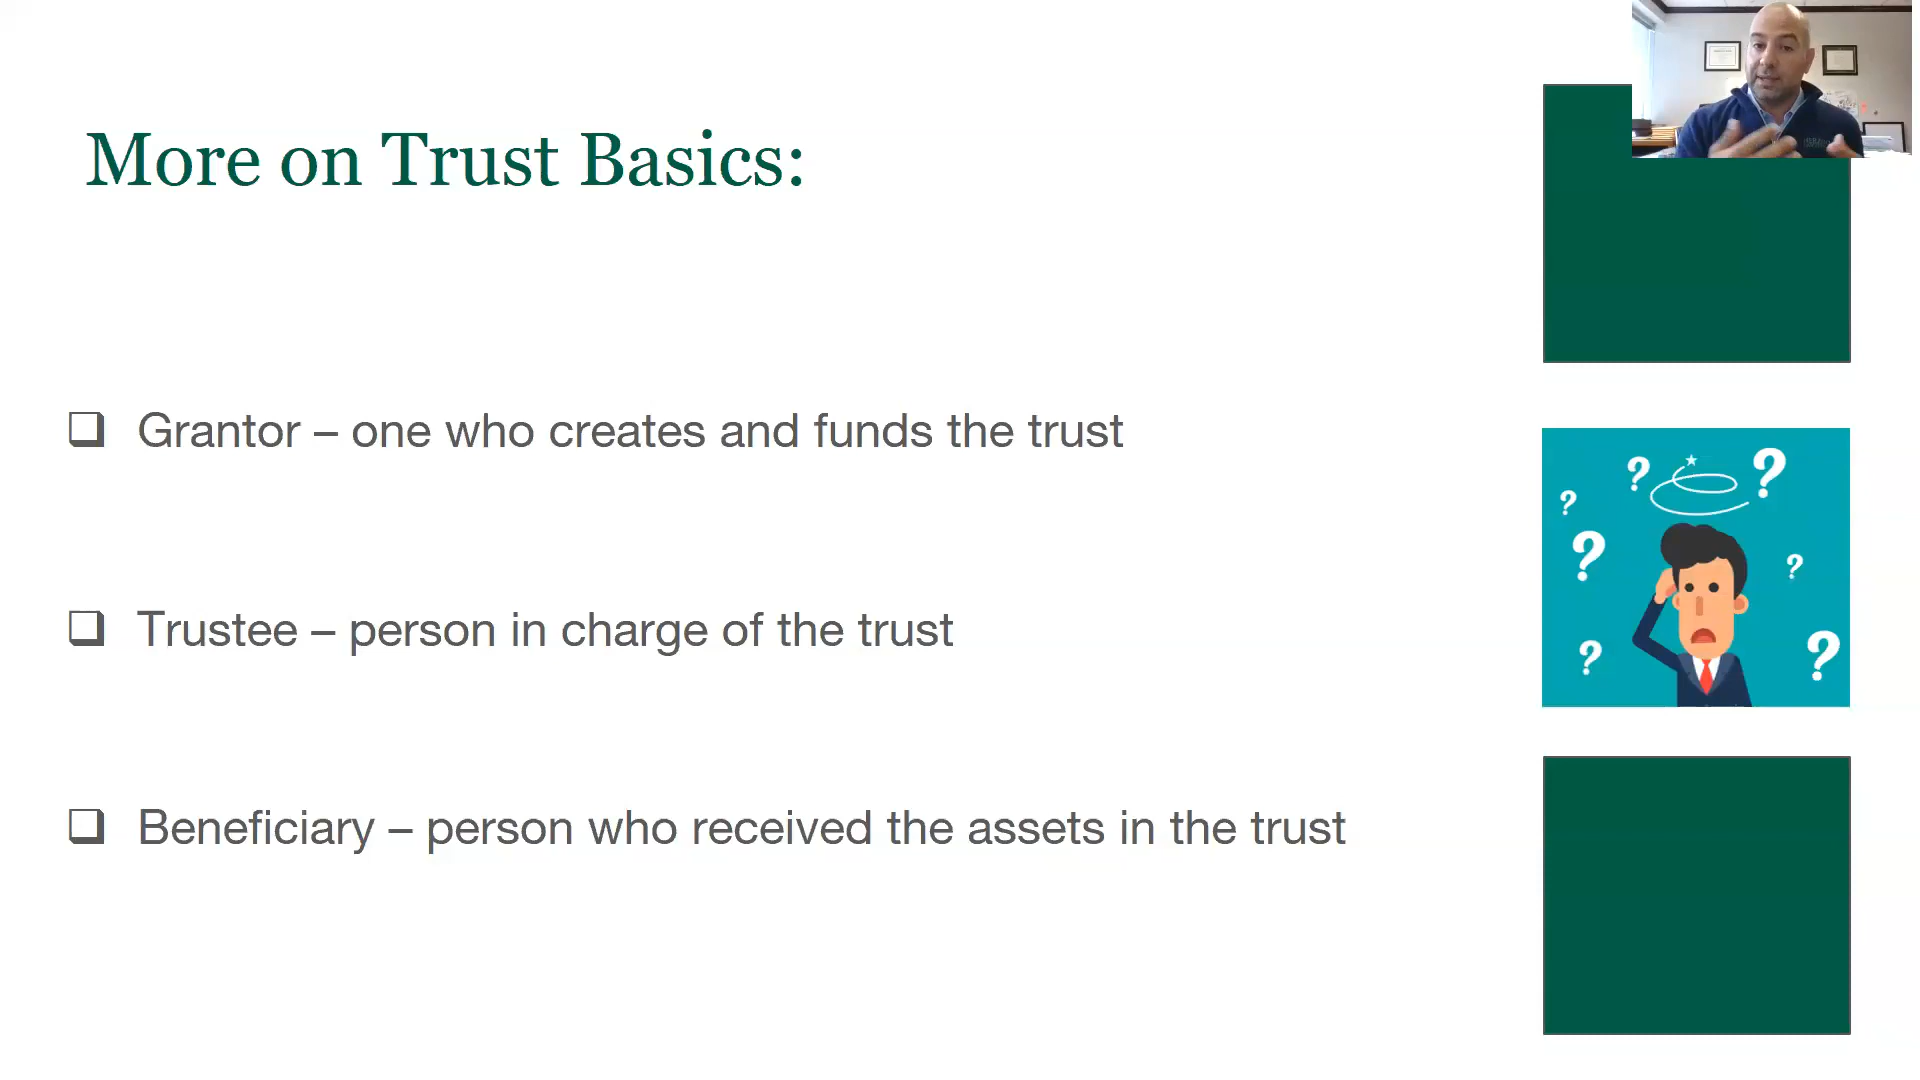 More on Trust Basics:
Grantor – one who creates and funds the trust
Trustee – person in charge of the trust
Beneficiary – person who received the assets in the trust
? ? ? ? ? ? ? ?